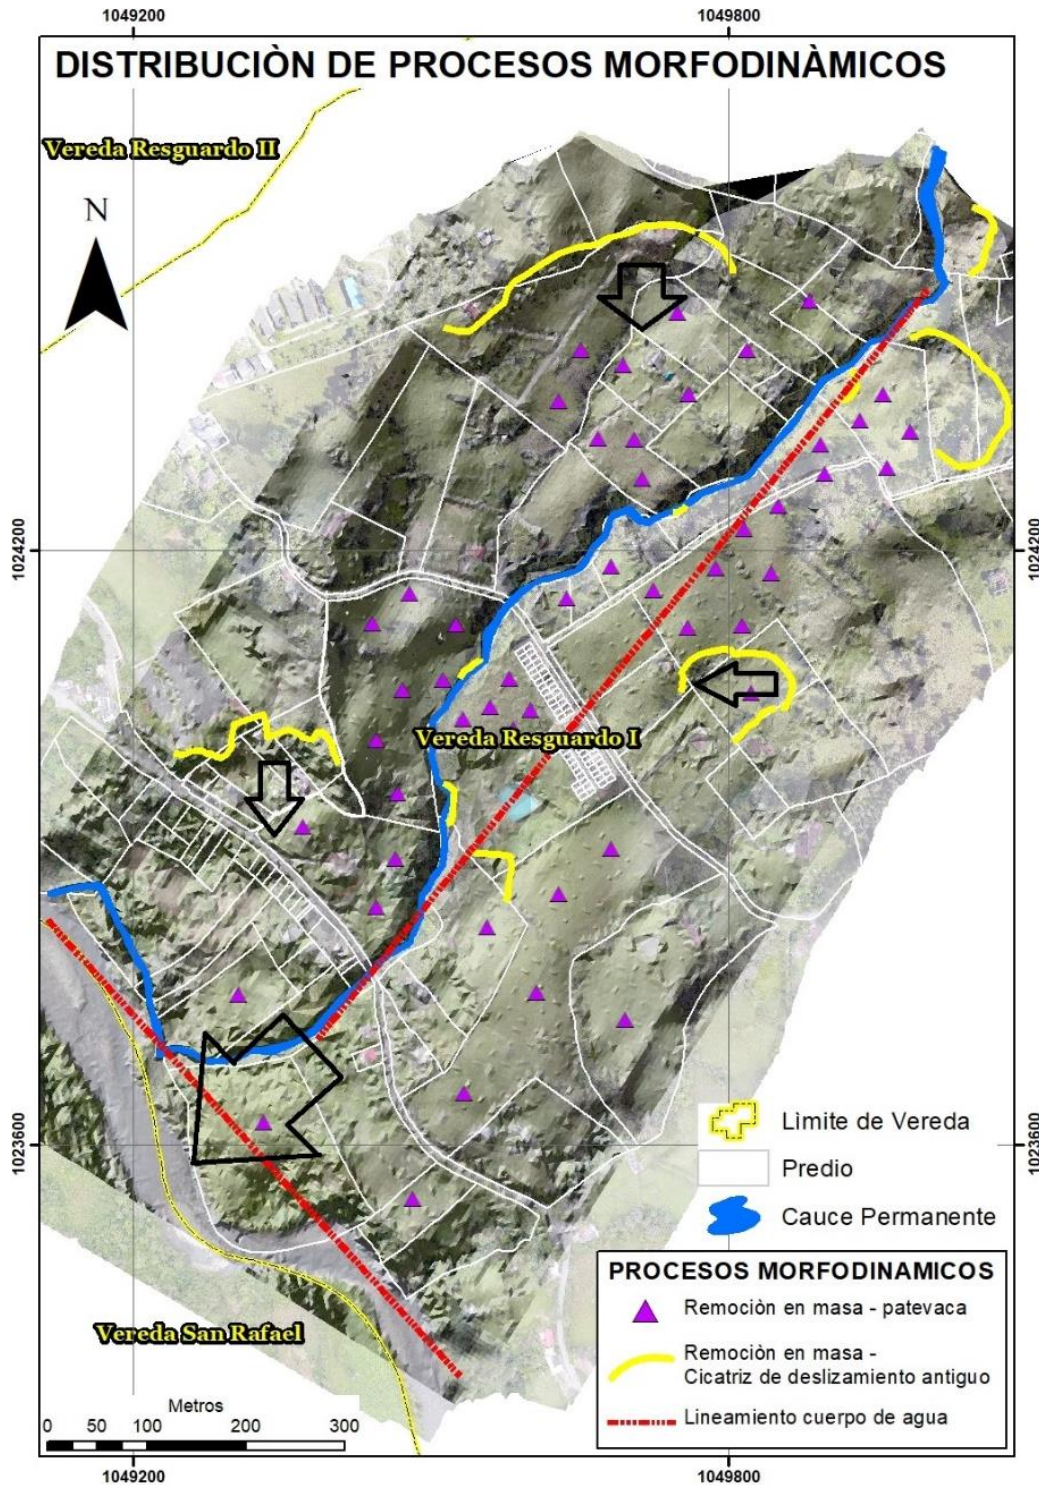 1049200
1049800
DISTRIBUCIÒN DE PROCESOS MORFODINÀMICOS
Vereda Resguardo II
N
1024200
1024200
Vereda Resguardo I
1023600
1023600
Lìmite de Vereda
Predio
Cauce Permanente
PROCESOS MORFODINAMICOS
Remociòn en masa - patevaca
Remociòn en masa -
Cicatriz de deslizamiento antiguo
Lineamiento cuerpo de agua
Vereda San Rafael
Metros
0 50 100 200 300
1049200
1049800